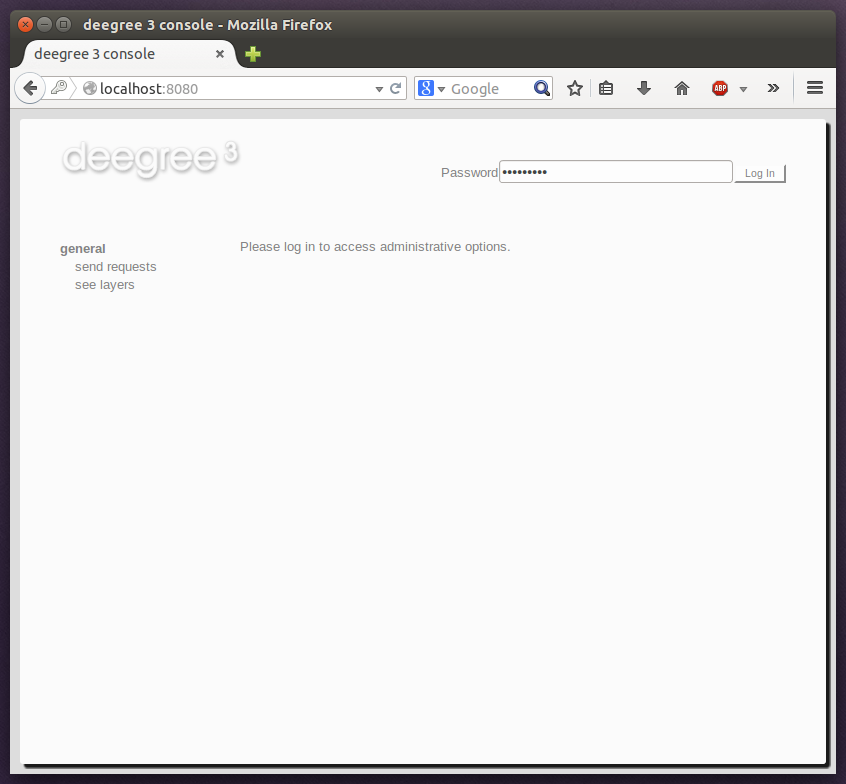 deegree 3 console - Mozilla Firefox
deegree 3 console
localhost:8080
8 Google
ABP
deegree 3
Password ••••••••• Log In
general
send requests
see layers
Please log in to access administrative options.